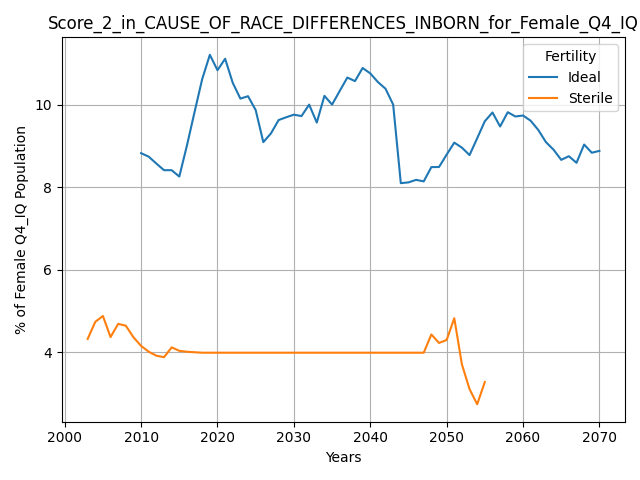 Score_2_in_CAUSE_OF_RACE_DIFFERENCES_INBORN_for_Female_Q4_IQ
Fertility
Ideal
Sterile
10
8
6
4
% of Female Q4_IQ Population
2000 2010 2020 2030 2040 2050 2060 2070
Years